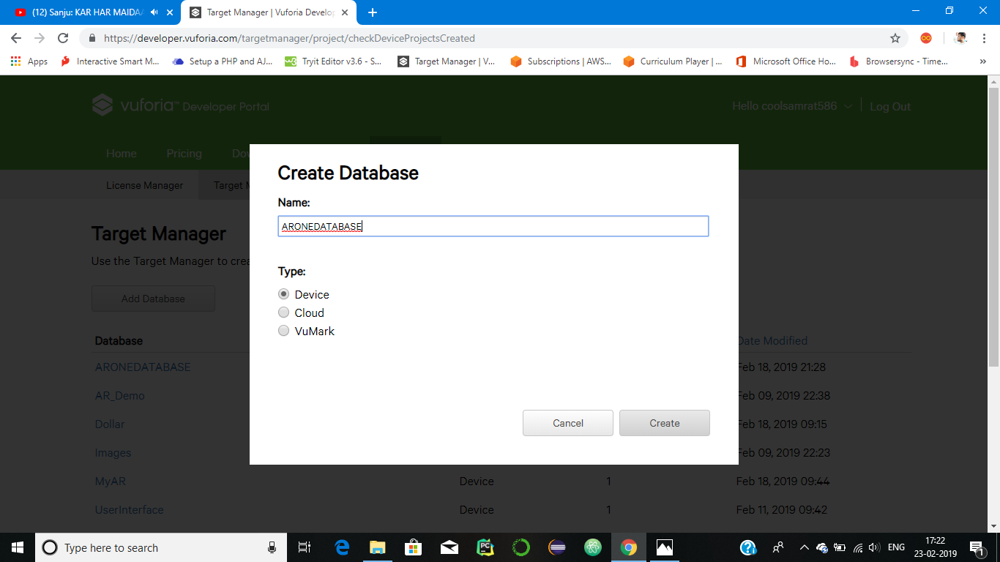 (12) Sanju: KAR HAR MAIDAA
Target Manager | Vuforia Develop
https://developer.vuforia.com/targetmanager/project/checkDeviceProjectsCreated
Apps
Interactive Smart M...
Setup a PHP and AJ...
Tryit Editor v3.6 - S...
Target Manager | V...
Subscriptions | AWS...
Curriculum Player | ...
Microsoft Office Ho...
Browsersync - Time...
»
vuforia™ Developer Portal
Hello coolsamrat586
Log Out
Home
Pricing
Dow
License Manager
Target M
Target Manager
Use the Target Manager to crea
Add Database
Create Database
Name:
ARONEDATABASE
Type:
Device
Cloud
VuMark
Cancel
Create
Database
Date Modified
ARONEDATABASE
Feb 18, 2019 21:28
AR_Demo
Feb 09, 2019 22:38
Dollar
Feb 18, 2019 09:15
Images
Feb 09, 2019 22:23
MyAR
Device
1
Feb 18, 2019 09:44
UserInterface
Device
1
Feb 11, 2019 09:42
Type here to search
PC
ENG
17:22
23-02-2019
1